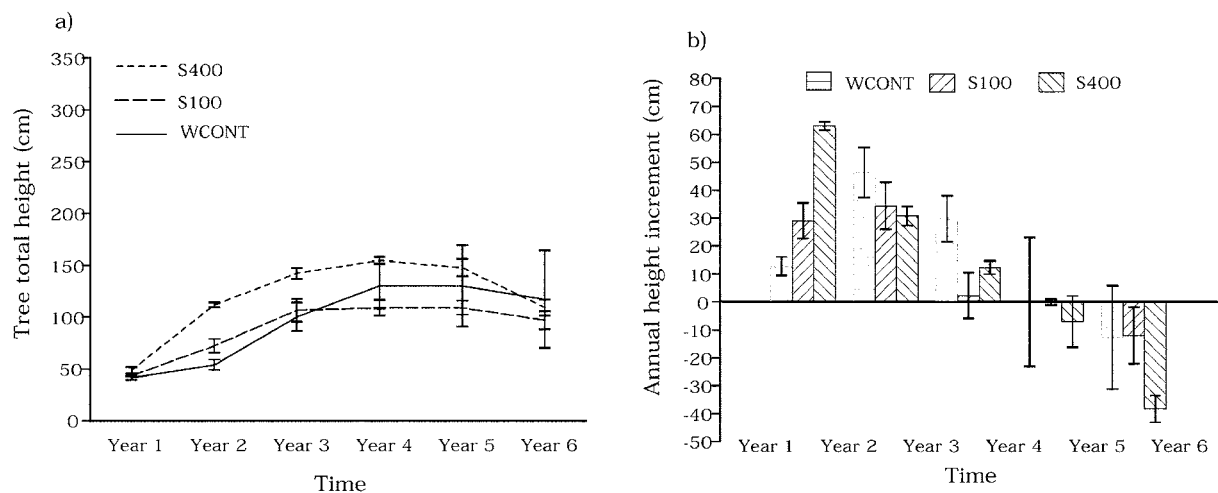 a)
Tree total height (cm)
350
300
250
200
150
100
50
0
S400
S100
WCONT
Year 1 Year 2 Year 3 Year 4 Year 5 Year 6
Time
b)
Annual height increment (cm)
80
70
60
50
40
30
20
10
0
-10
-20
-30
-40
-50
WCONT S100 S400
Year 1 Year 2 Year 3 Year 4 Year 5 Year 6
Time